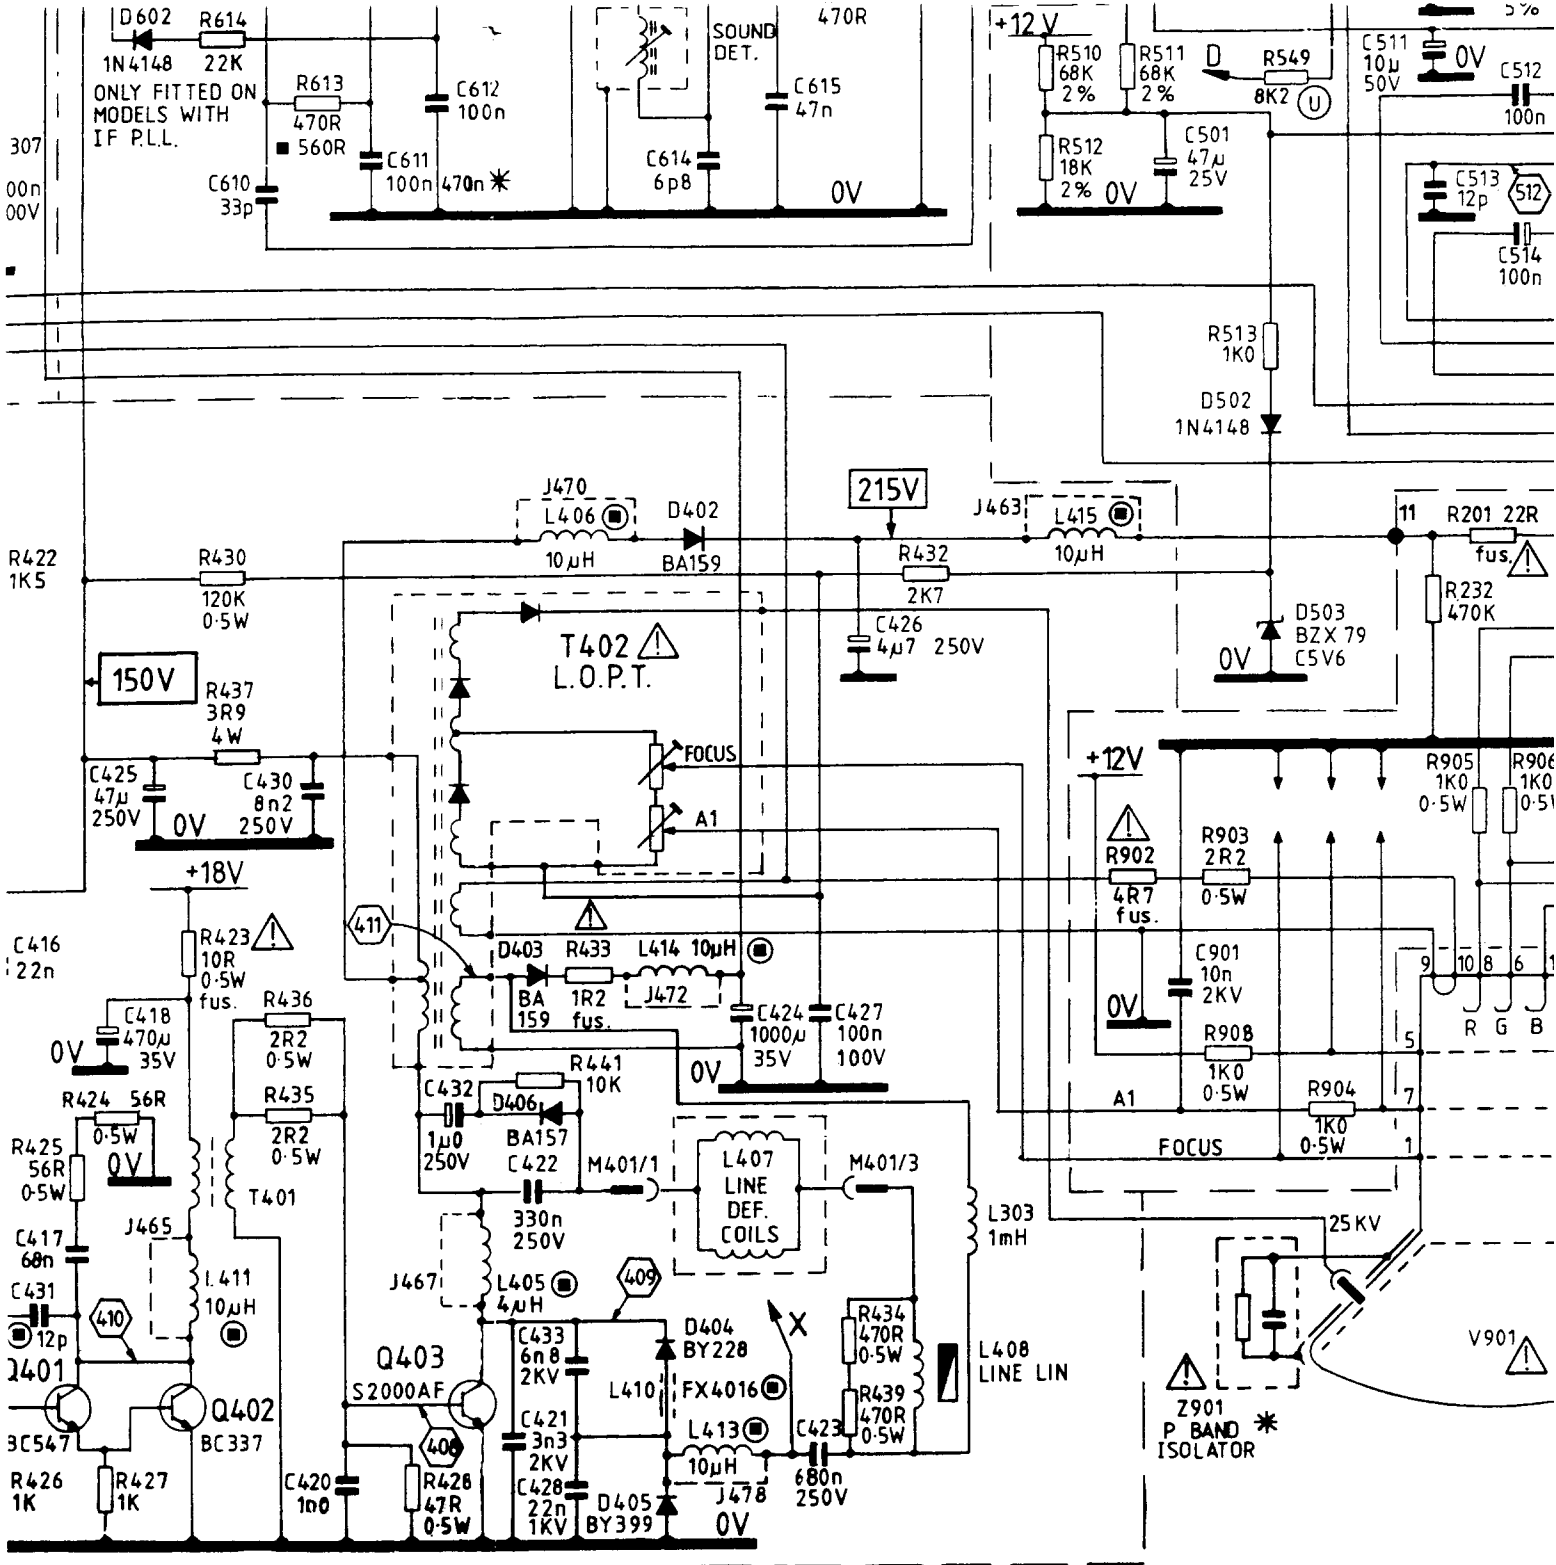 D602
1N4148
R614
22K
ONLY FITTED ON
MODELS WITH
IF P.L.L.
R613
470R
■ 560R
C612
100n
C611
100n 470n ✳
C610
33p
307
00n
00V
SOUND
DET.
470R
C615
47n
C614
6p8
0V
+12V
R510
68K
2%
R511
68K
2%
D
R549
8K2
U
R512
18K
2%
C501
47µ
25V
0V
C511
10µ
50V
5%
0V
C512
100n
C513
12p
512
C514
100n
R513
1K0
D502
1N4148
J470
L406
10µH
D402
BA159
215V
J463
L415
10µH
11
R201 22R
fus.
R422
1K5
R430
120K
0.5W
R432
2K7
R232
470K
T402
L.O.P.T.
C426
4µ7 250V
D503
BZX 79
C5V6
0V
150V
R437
3R9
4W
C425
47µ
250V
C430
8n2
250V
0V
FOCUS
A1
+12V
R905
1K0
0.5W
R906
1K0
0.5W
R902
4R7
fus.
R903
2R2
0.5W
+18V
411
C416
22n
R423
10R
0.5W
fus.
D403
BA
159
R433
1R2
fus.
L414 10µH
J472
C901
10n
2KV
0V
9
10
8
6
1
R G B
R436
2R2
0.5W
C418
470µ
35V
0V
C424
1000µ
35V
C427
100n
100V
0V
R908
1K0
0.5W
5
R424 56R
0.5W
R435
2R2
0.5W
C432
1µ0
250V
R441
10K
D406
BA157
A1
R904
1K0
0.5W
7
R425
56R
0.5W
0V
T401
C422
330n
250V
M401/1
L407
LINE
DEF.
COILS
M401/3
FOCUS
1
C417
68n
J465
J467
L405
4µH
409
L303
1mH
25KV
C431
12p
410
L411
10µH
C433
6n8
2KV
D404
BY228
X
R434
470R
0.5W
L408
LINE LIN
V901
Q401
BC547
Q402
BC337
Q403
S2000AF
408
L410
FX4016
R439
470R
0.5W
Z901
P BAND ✳
ISOLATOR
C421
3n3
2KV
L413
10µH
J478
C423
680n
250V
R426
1K
R427
1K
C420
1n0
R428
47R
0.5W
C428
22n
1KV
D405
BY399
0V